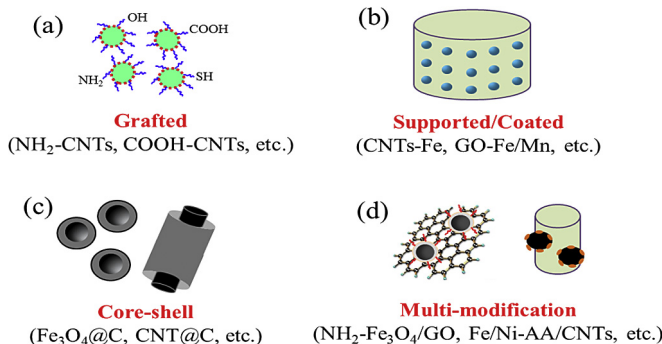 (a)
OH
COOH
NH₂
SH
Grafted
(NH₂-CNTs, COOH-CNTs, etc.)
(b)
Supported/Coated
(CNTs-Fe, GO-Fe/Mn, etc.)
(c)
Core-shell
(Fe₃O₄@C, CNT@C, etc.)
(d)
Multi-modification
(NH₂-Fe₃O₄/GO, Fe/Ni-AA/CNTs, etc.)